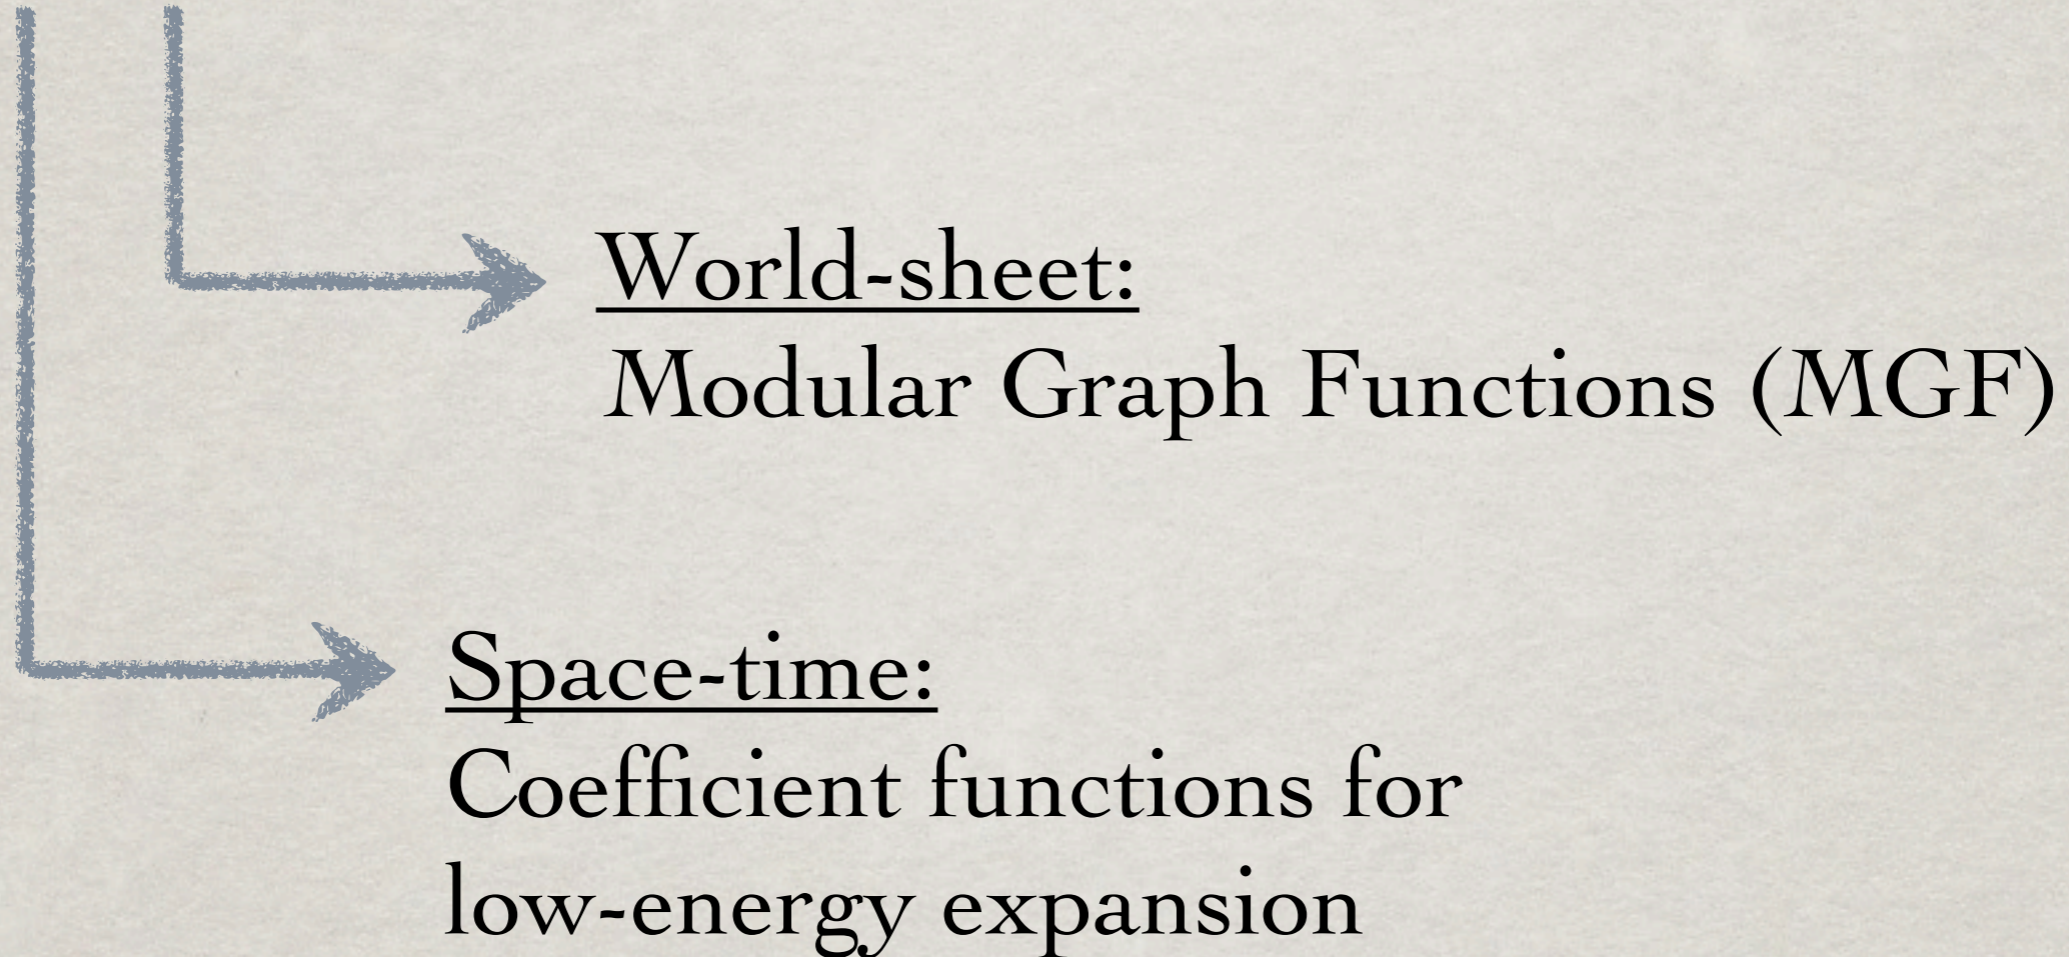 World-sheet:
Modular Graph Functions (MGF)
Space-time:
Coefficient functions for
low-energy expansion